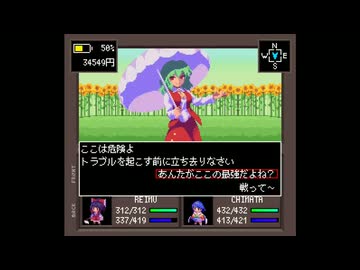 50%
34549円
N
W E
S
ここは危険よ
トラブルを起こす前に立ち去りなさい
あんたがここの最強だよね?
戦って~
FRONT
BACK
REIMU
312/312
337/419
CHIMATA
432/432
413/421